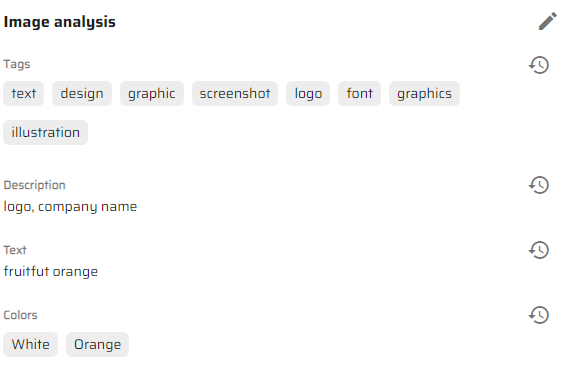 Image analysis
Tags
text design graphic screenshot logo font graphics
illustration
Description
logo, company name
Text
fruitfut orange
Colors
White Orange